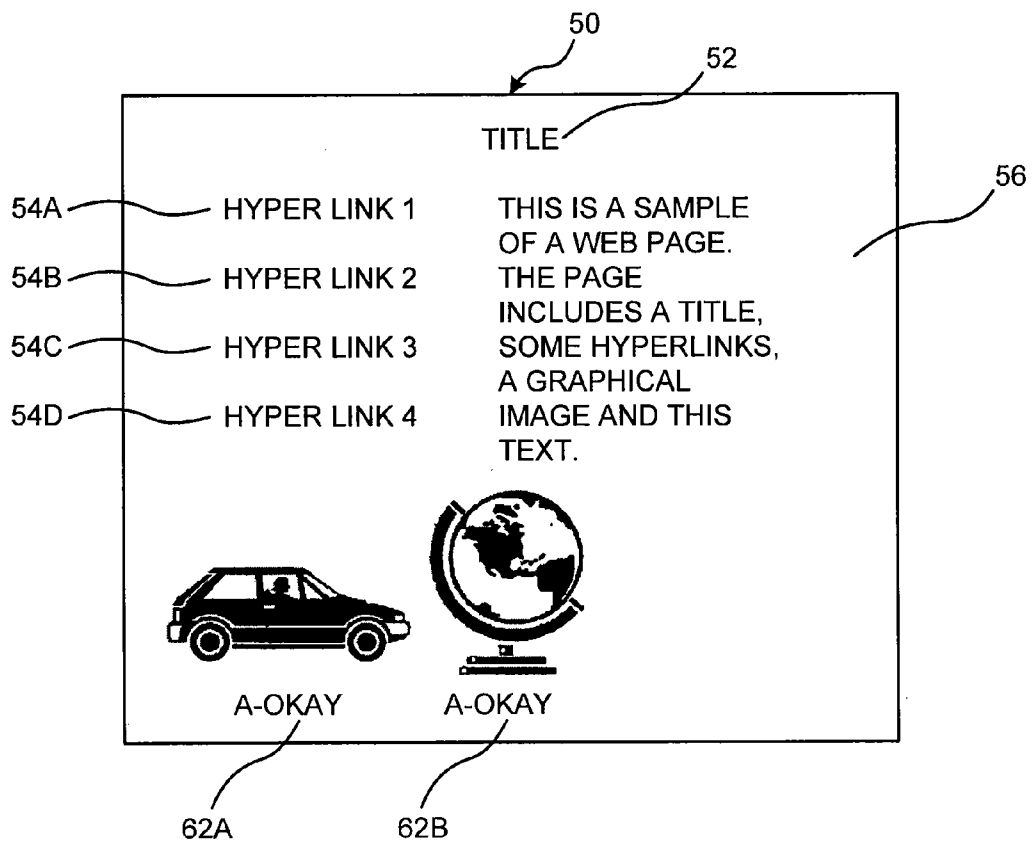 50
52
TITLE
56
54A
HYPER LINK 1
54B
HYPER LINK 2
54C
HYPER LINK 3
54D
HYPER LINK 4
THIS IS A SAMPLE
OF A WEB PAGE.
THE PAGE
INCLUDES A TITLE,
SOME HYPERLINKS,
A GRAPHICAL
IMAGE AND THIS
TEXT.
A-OKAY
A-OKAY
62A
62B